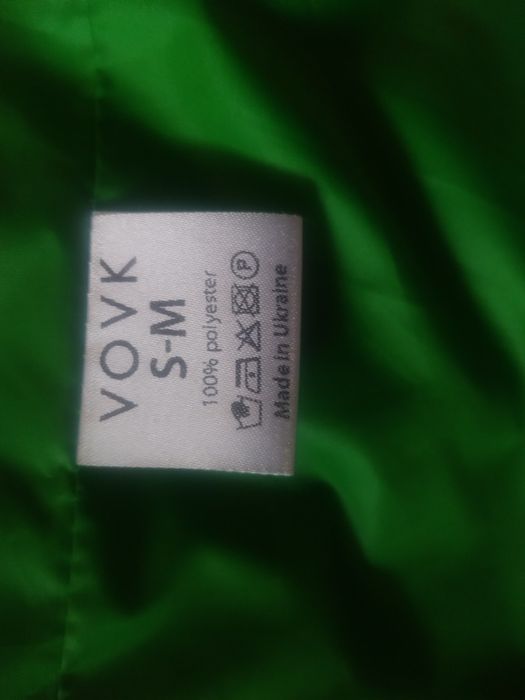 VOVK
S-M
100% polyester
P
Made in Ukraine